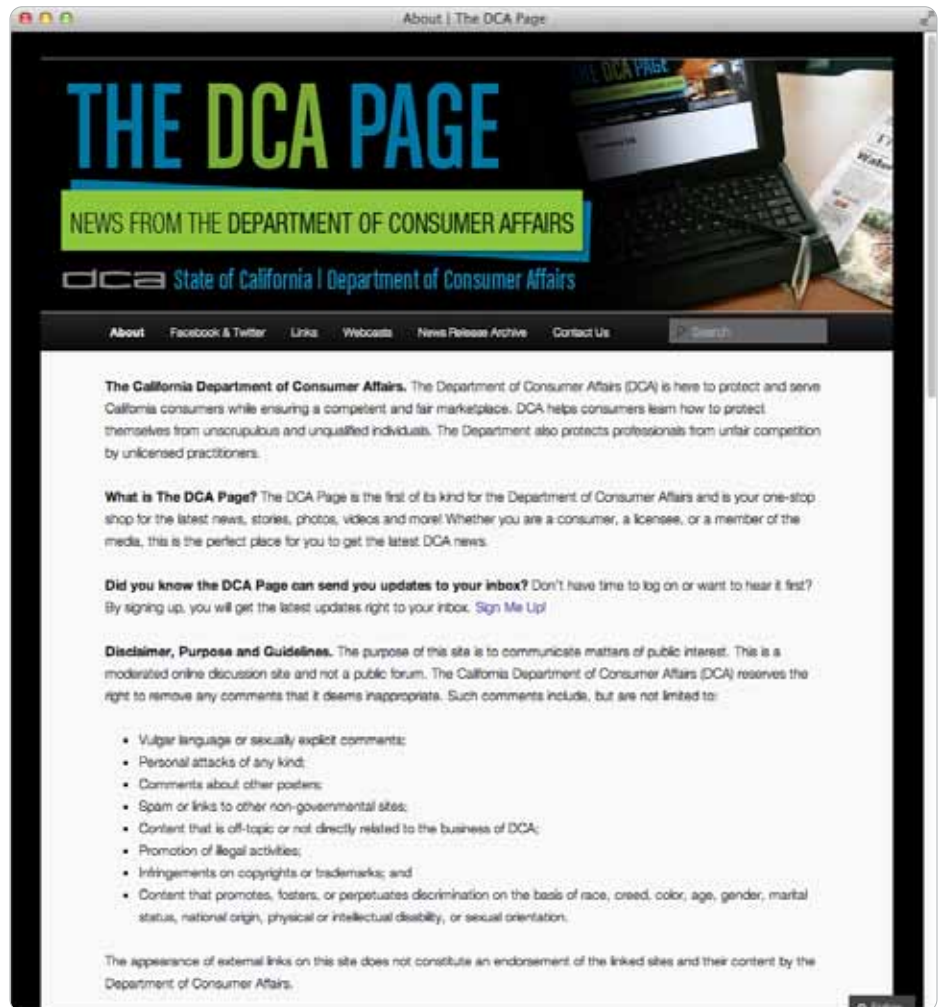 About | The DCA Page
THE DCA PAGE
THE DCA PAGE
NEWS FROM THE DEPARTMENT OF CONSUMER AFFAIRS
dca State of California | Department of Consumer Affairs
About Facebook & Twitter Links Webcasts News Release Archive Contact Us Search
The California Department of Consumer Affairs. The Department of Consumer Affairs (DCA) is here to protect and serve
California consumers while ensuring a competent and fair marketplace. DCA helps consumers learn how to protect
themselves from unscrupulous and unqualified individuals. The Department also protects professionals from unfair competition
by unlicensed practitioners.
What is The DCA Page? The DCA Page is the first of its kind for the Department of Consumer Affairs and is your one-stop
shop for the latest news, stories, photos, videos and more! Whether you are a consumer, a licensee, or a member of the
media, this is the perfect place for you to get the latest DCA news.
Did you know the DCA Page can send you updates to your inbox? Don't have time to log on or want to hear it first?
By signing up, you will get the latest updates right to your inbox. Sign Me Up!
Disclaimer, Purpose and Guidelines. The purpose of this site is to communicate matters of public interest. This is a
moderated online discussion site and not a public forum. The California Department of Consumer Affairs (DCA) reserves the
right to remove any comments that it deems inappropriate. Such comments include, but are not limited to:
• Vulgar language or sexually explicit comments;
• Personal attacks of any kind;
• Comments about other posters;
• Spam or links to other non-governmental sites;
• Content that is off-topic or not directly related to the business of DCA;
• Promotion of illegal activities;
• Infringements on copyrights or trademarks; and
• Content that promotes, fosters, or perpetuates discrimination on the basis of race, creed, color, age, gender, marital
status, national origin, physical or intellectual disability, or sexual orientation.
The appearance of external links on this site does not constitute an endorsement of the linked sites and their content by the
Department of Consumer Affairs.